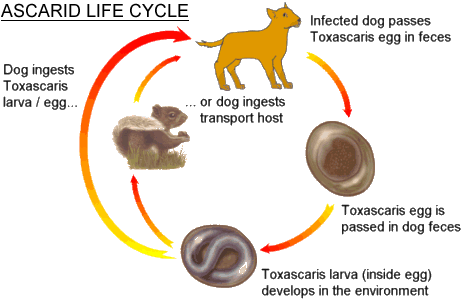 ASCARID LIFE CYCLE
Infected dog passes
Toxascaris egg in feces
Dog ingests
Toxascaris
larva / egg...
... or dog ingests
transport host
Toxascaris egg is
passed in dog feces
Toxascaris larva (inside egg)
develops in the environment